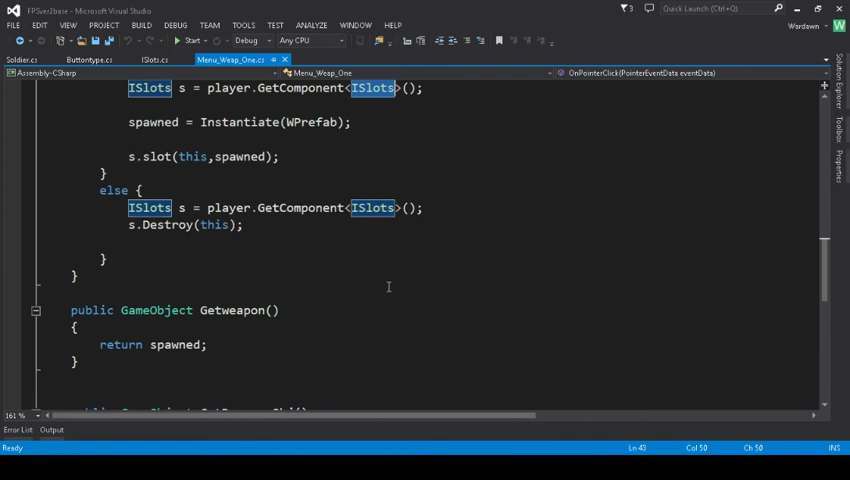 FPSver2base - Microsoft Visual Studio
3
Quick Launch (Ctrl+Q)
FILE EDIT VIEW PROJECT BUILD DEBUG TEAM TOOLS TEST ANALYZE WINDOW HELP
Wardawn
Start Debug Any CPU
Soldier.cs Buttontype.cs ISlots.cs Menu_Weap_One.cs
Assembly-CSharp Menu_Weap_One OnPointerClick(PointerEventData eventData)
ISlots s = player.GetComponent<ISlots>();
spawned = Instantiate(WPrefab);
s.slot(this,spawned);
}
else {
ISlots s = player.GetComponent<ISlots>();
s.Destroy(this);
}
}
public GameObject Getweapon()
{
return spawned;
}
161 %
Error List Output
Ready Ln 43 Col 50 Ch 50 INS
Solution Explorer
Toolbox
Properties